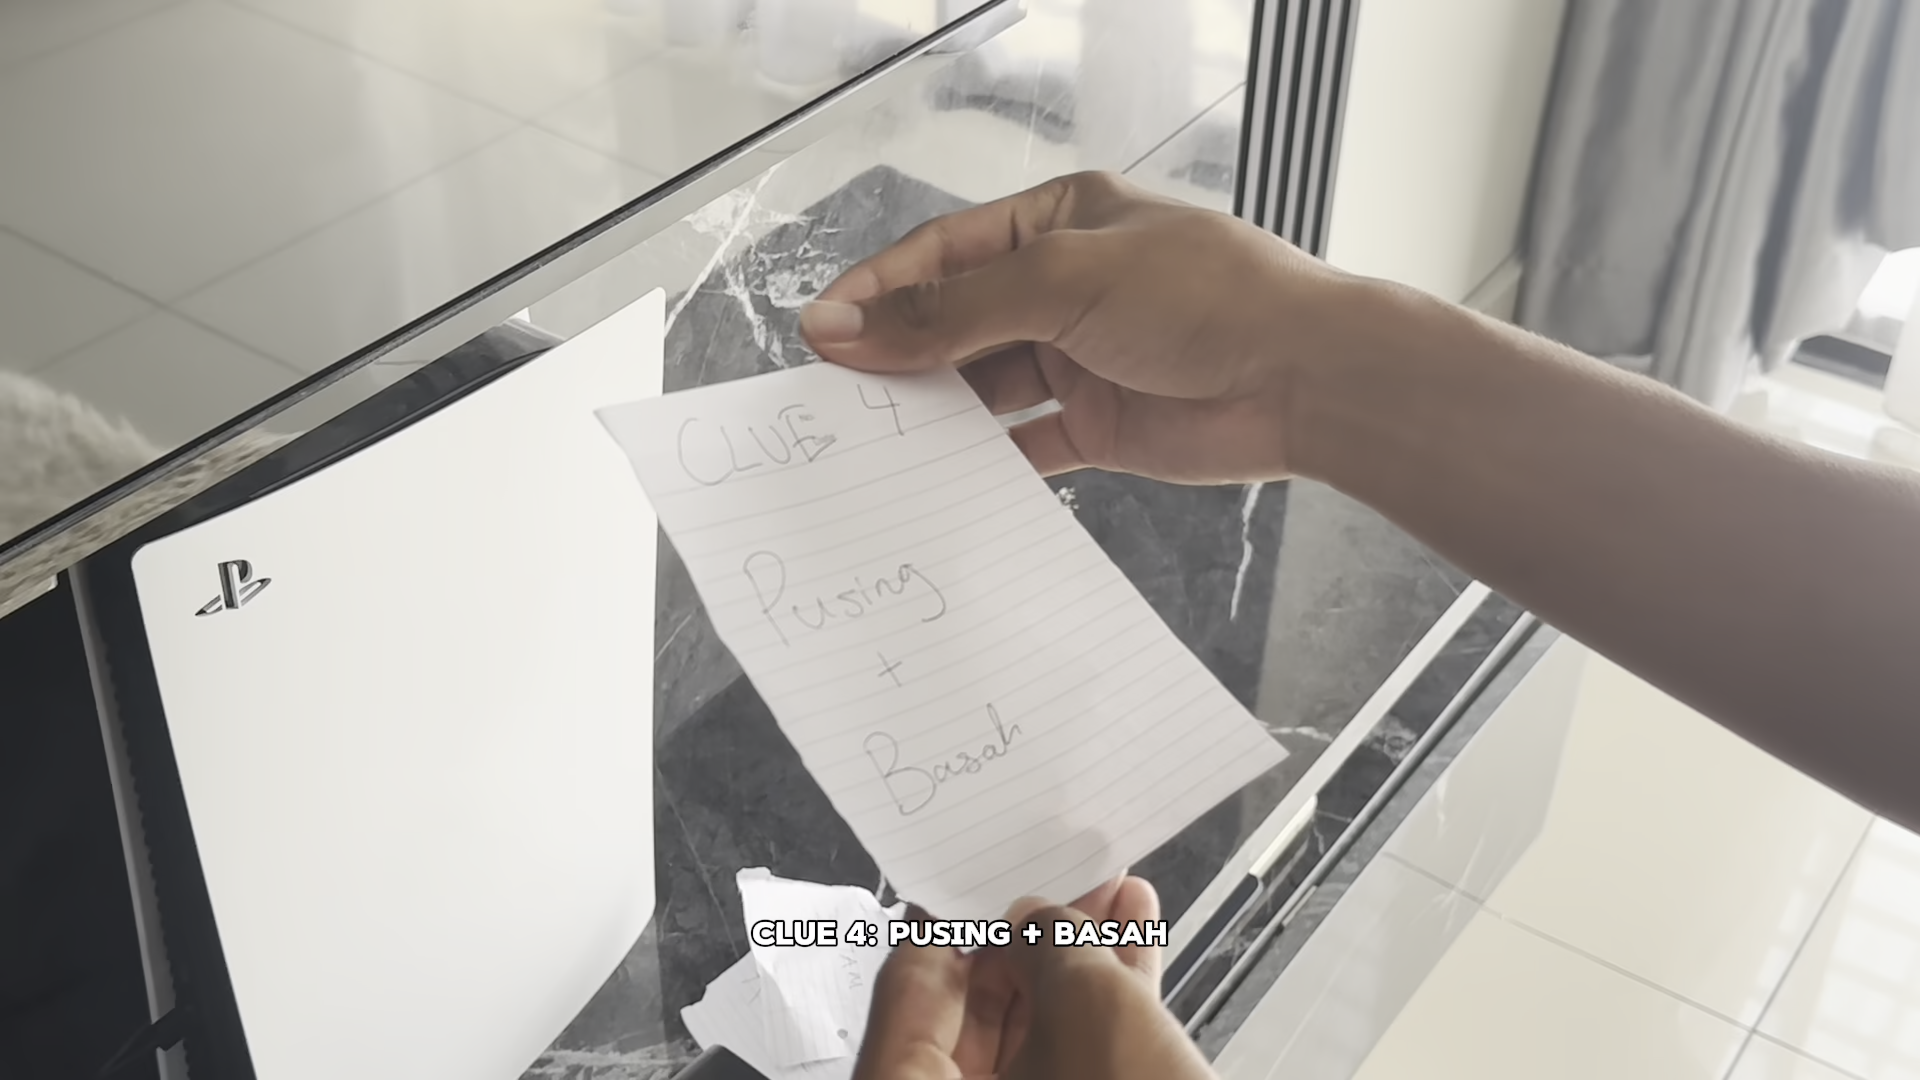 CLUE 4
Pusing
+
Basah
CLUE 4: PUSING + BASAH